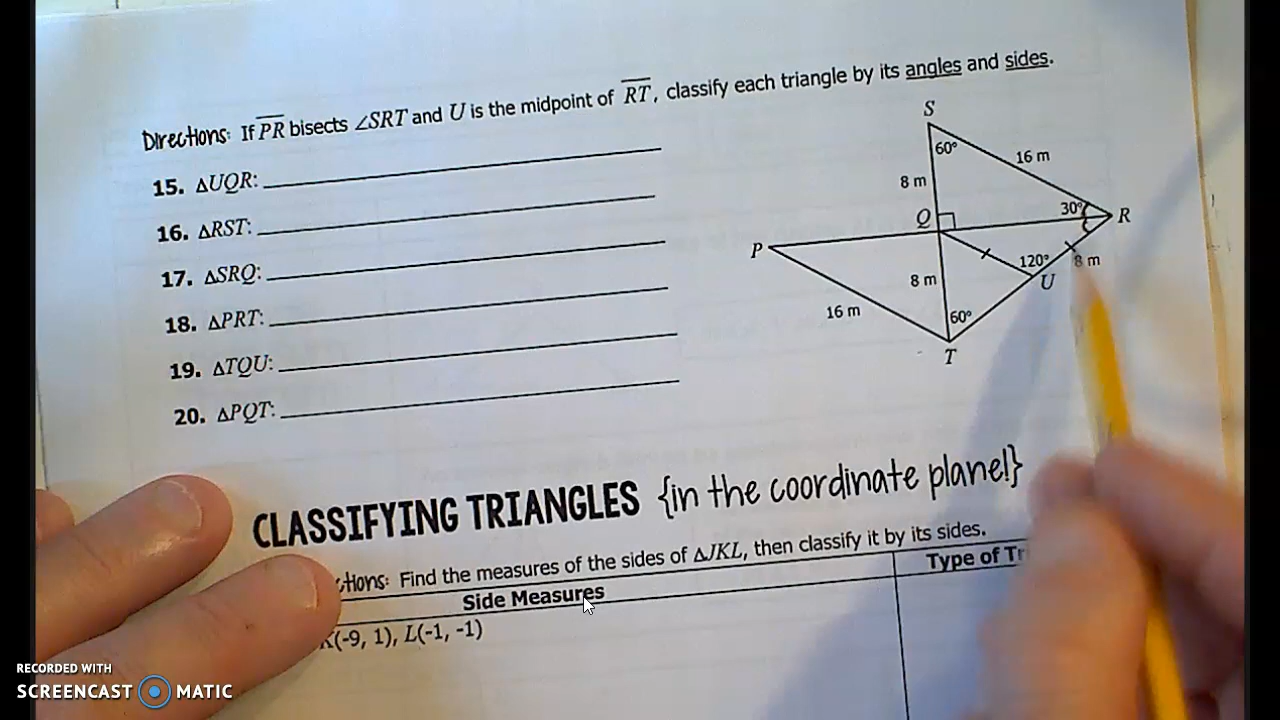 Directions: If PR bisects ∠SRT and U is the midpoint of RT, classify each triangle by its angles and sides.
15. ΔUQR:
16. ΔRST:
17. ΔSRQ:
18. ΔPRT:
19. ΔTQU:
20. ΔPQT:
S
60°
16 m
8 m
Q
30°
R
P
120°
8 m
8 m
U
16 m
60°
T
CLASSIFYING TRIANGLES {in the coordinate plane!}
ctions: Find the measures of the sides of ΔJKL, then classify it by its sides.
Side Measures
Type of Tri
K(-9, 1), L(-1, -1)
RECORDED WITH
SCREENCAST MATIC